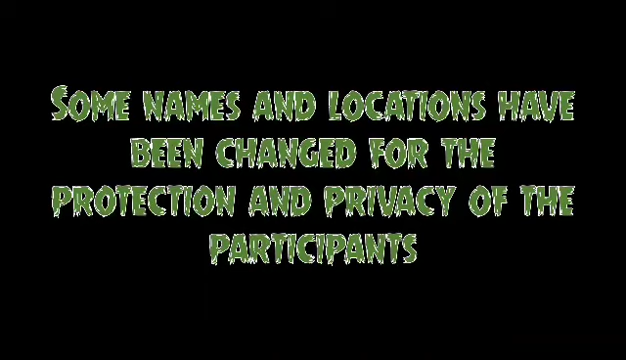 Some names and locations have
been changed for the
protection and privacy of the
participants